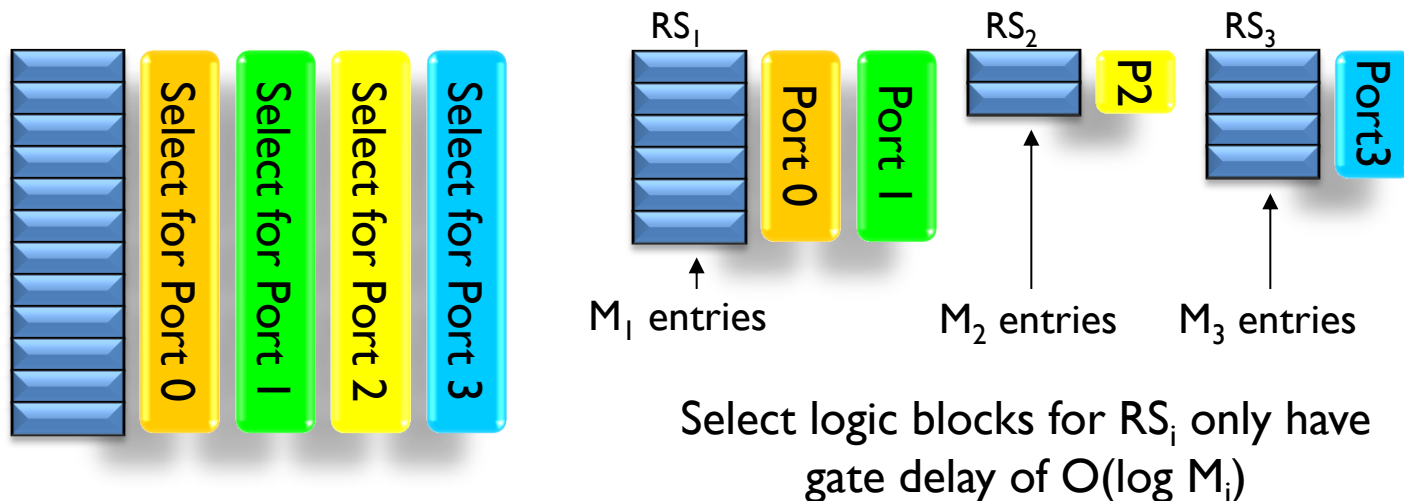 Select for Port 0
Select for Port 1
Select for Port 2
Select for Port 3
RS₁
Port 0
Port 1
M₁ entries
RS₂
P2
M₂ entries
RS₃
Port3
M₃ entries
Select logic blocks for RSᵢ only have
gate delay of O(log Mᵢ)